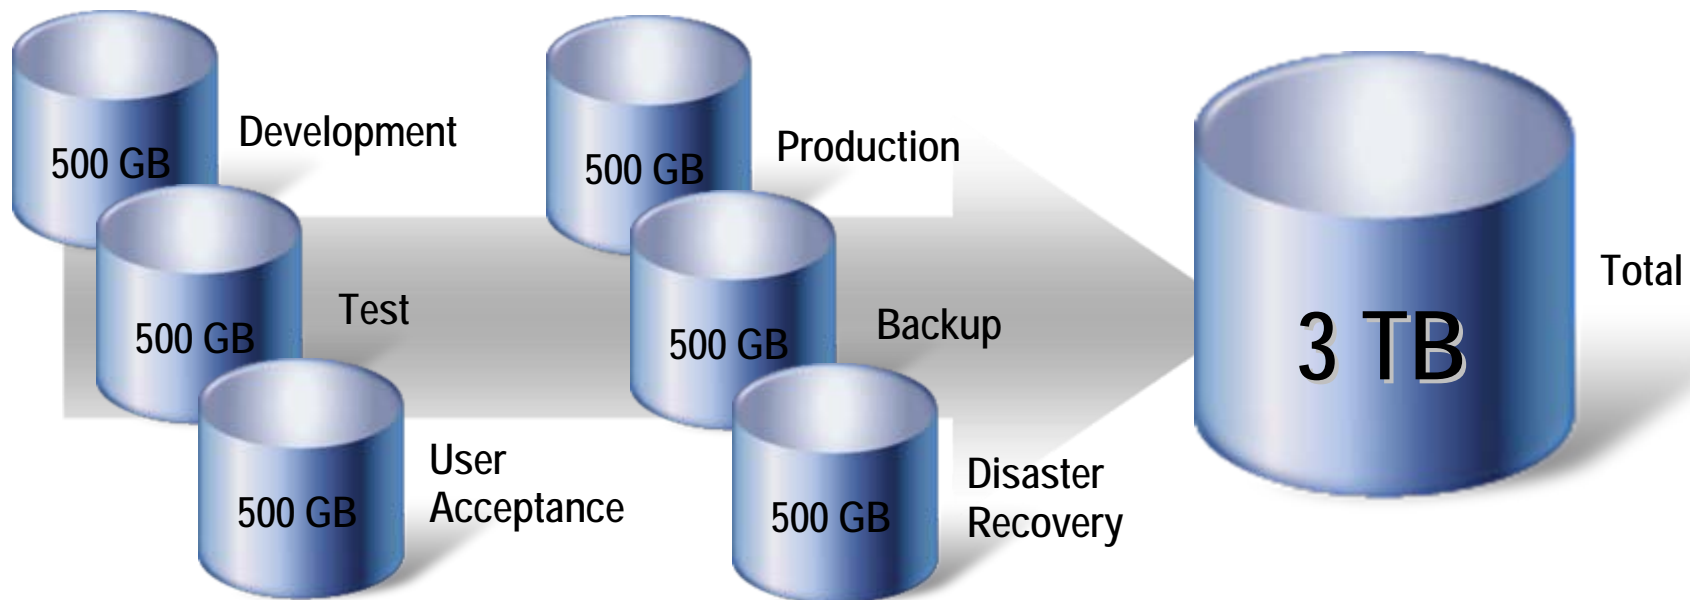 500 GB
Development
500 GB
Test
500 GB
User
Acceptance
500 GB
Production
500 GB
Backup
500 GB
Disaster
Recovery
3 TB
Total